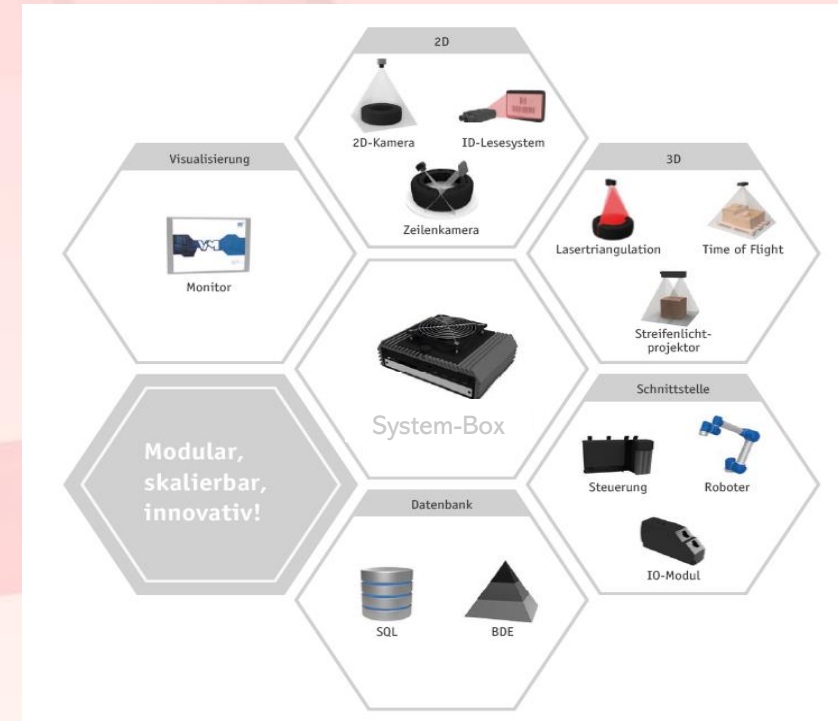 2D
2D-Kamera
ID-Lesesystem
Zeilenkamera
Visualisierung
Monitor
3D
Lasertriangulation
Time of Flight
Streifenlicht-
projektor
System-Box
Modular,
skalierbar,
innovativ!
Schnittstelle
Steuerung
Roboter
IO-Modul
Datenbank
SQL
BDE